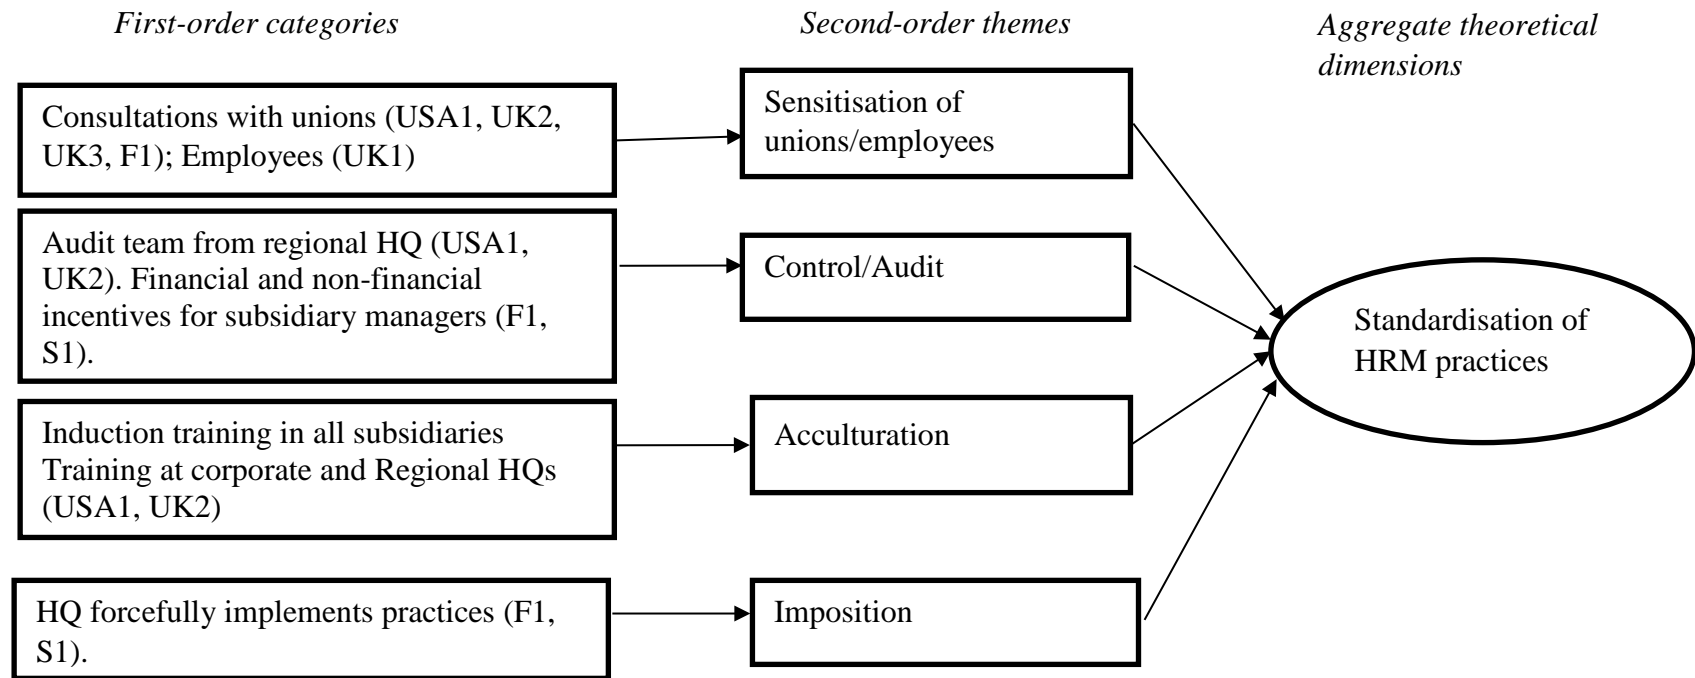 First-order categories
Second-order themes
Aggregate theoretical
dimensions
Consultations with unions (USA1, UK2,
UK3, F1); Employees (UK1)
Sensitisation of
unions/employees
Audit team from regional HQ (USA1,
UK2). Financial and non-financial
incentives for subsidiary managers (F1,
S1).
Control/Audit
Standardisation of
HRM practices
Induction training in all subsidiaries
Training at corporate and Regional HQs
(USA1, UK2)
Acculturation
HQ forcefully implements practices (F1,
S1).
Imposition